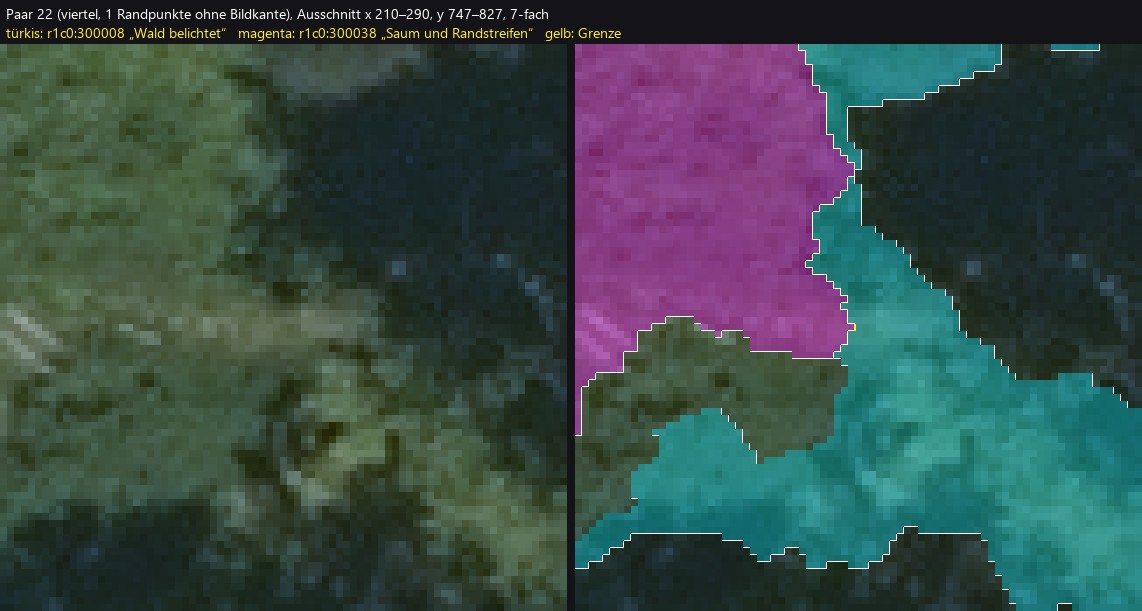 Paar 22 (viertel, 1 Randpunkte ohne Bildkante), Ausschnitt x 210–290, y 747–827, 7-fach
türkis: r1c0:300008 „Wald belichtet“ magenta: r1c0:300038 „Saum und Randstreifen“ gelb: Grenze